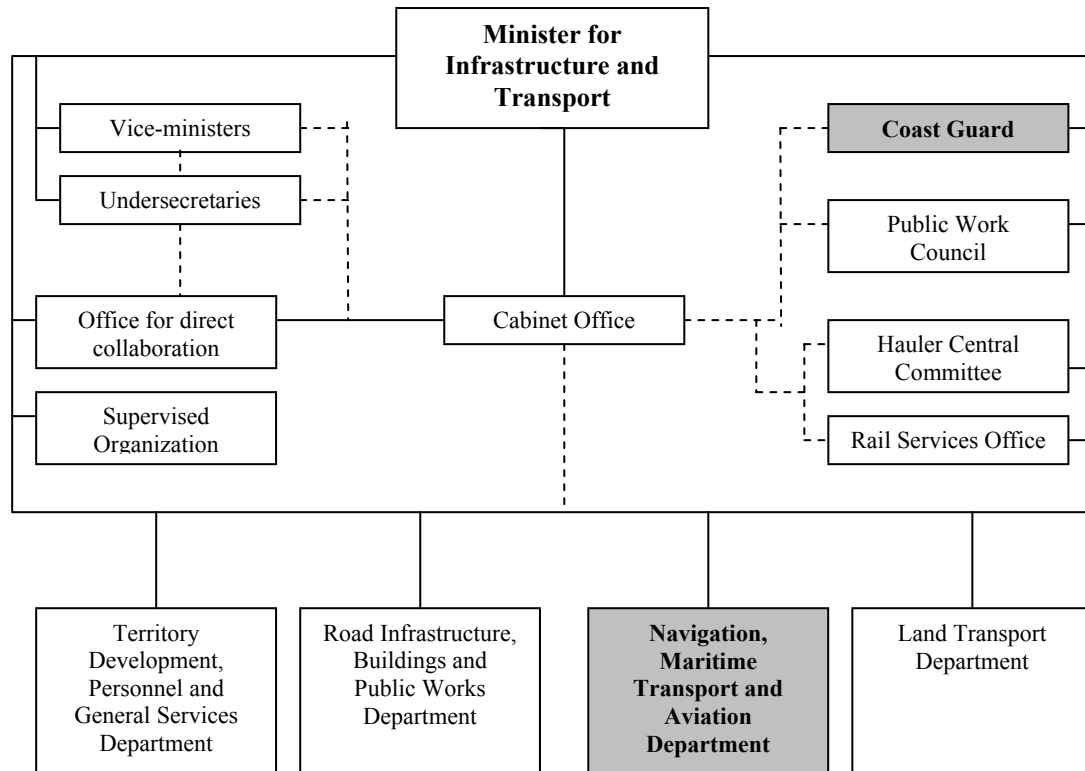 Minister for
Infrastructure and
Transport
Vice-ministers
Coast Guard
Undersecretaries
Public Work
Council
Office for direct
collaboration
Cabinet Office
Hauler Central
Committee
Supervised
Organization
Rail Services Office
Territory
Development,
Personnel and
General Services
Department
Road Infrastructure,
Buildings and
Public Works
Department
Navigation,
Maritime
Transport and
Aviation
Department
Land Transport
Department